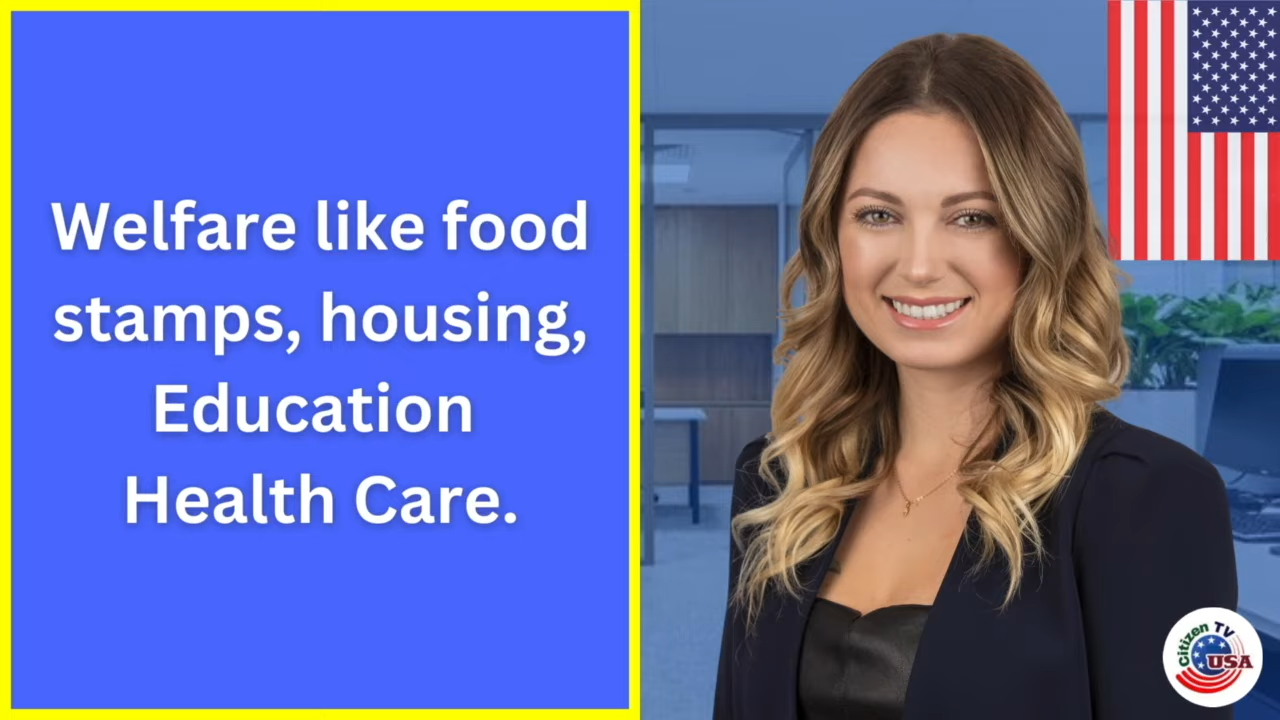 Welfare like food
stamps, housing,
Education
Health Care.
Citizen TV
USA